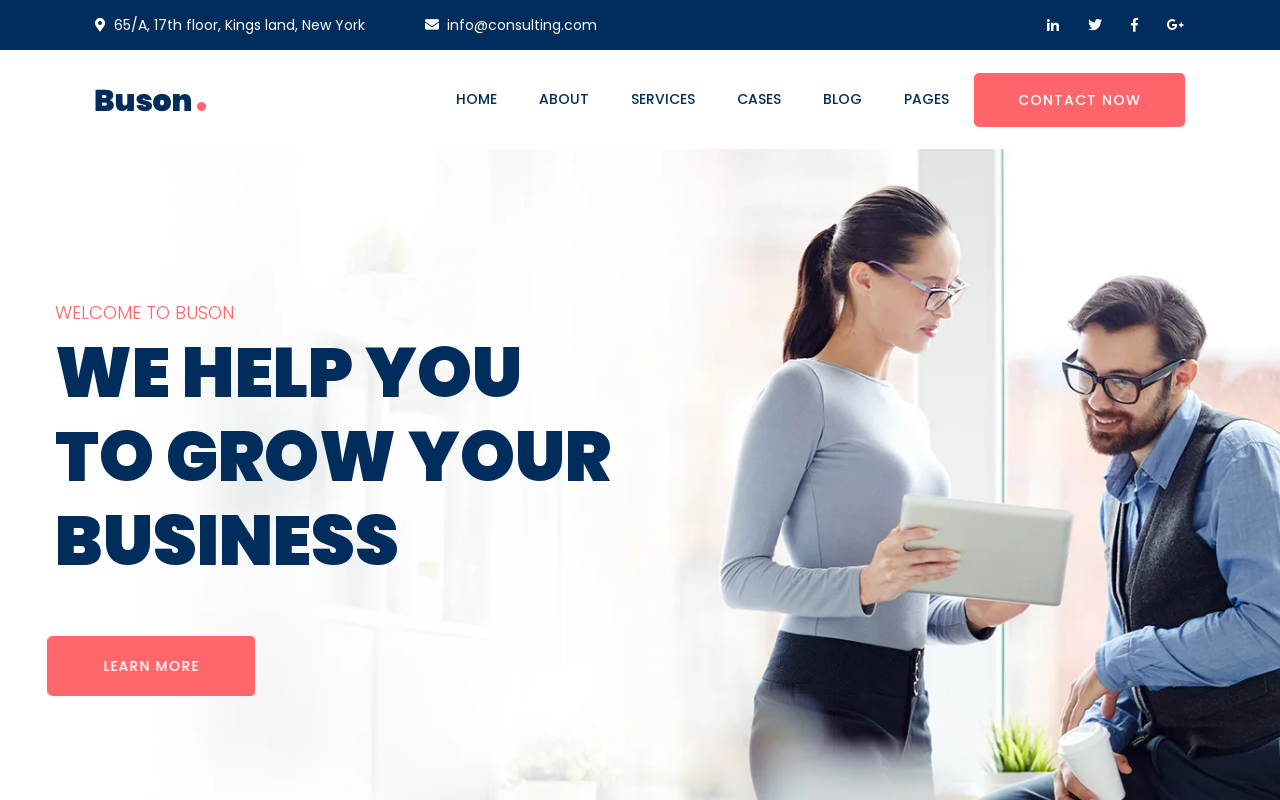 65/A, 17th floor, Kings land, New York
info@consulting.com
Buson.
HOME
ABOUT
SERVICES
CASES
BLOG
PAGES
CONTACT NOW
WELCOME TO BUSON
WE HELP YOU
TO GROW YOUR
BUSINESS
LEARN MORE